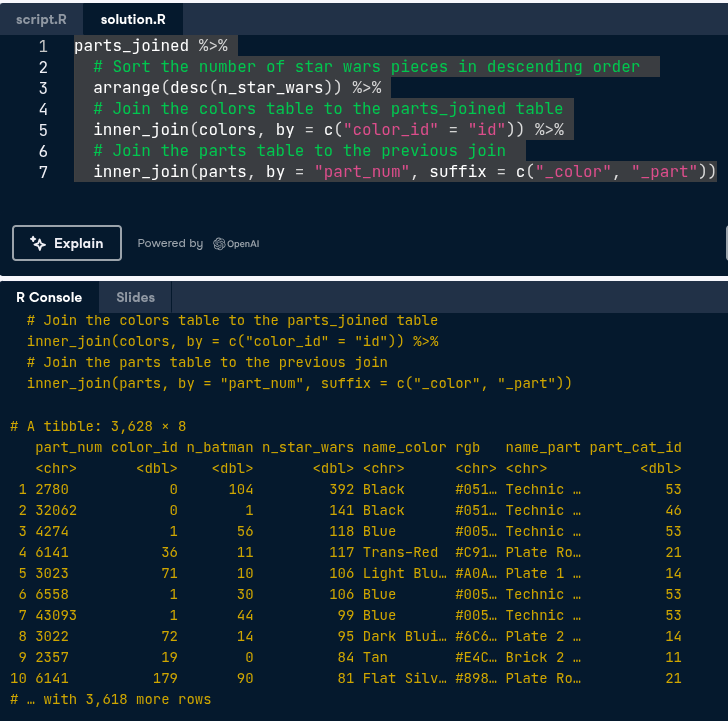 script.R solution.R
1 parts_joined %>%
2 # Sort the number of star wars pieces in descending order
3 arrange(desc(n_star_wars)) %>%
4 # Join the colors table to the parts_joined table
5 inner_join(colors, by = c("color_id" = "id")) %>%
6 # Join the parts table to the previous join
7 inner_join(parts, by = "part_num", suffix = c("_color", "_part"))
Explain Powered by OpenAI
R Console Slides
# Join the colors table to the parts_joined table
inner_join(colors, by = c("color_id" = "id")) %>%
# Join the parts table to the previous join
inner_join(parts, by = "part_num", suffix = c("_color", "_part"))
# A tibble: 3,628 × 8
part_num color_id n_batman n_star_wars name_color rgb name_part part_cat_id
<chr> <dbl> <dbl> <dbl> <chr> <chr> <chr> <dbl>
1 2780 0 104 392 Black #051… Technic … 53
2 32062 0 1 141 Black #051… Technic … 46
3 4274 1 56 118 Blue #005… Technic … 53
4 6141 36 11 117 Trans-Red #C91… Plate Ro… 21
5 3023 71 10 106 Light Blu… #A0A… Plate 1 … 14
6 6558 1 30 106 Blue #005… Technic … 53
7 43093 1 44 99 Blue #005… Technic … 53
8 3022 72 14 95 Dark Blui… #6C6… Plate 2 … 14
9 2357 19 0 84 Tan #E4C… Brick 2 … 11
10 6141 179 90 81 Flat Silv… #898… Plate Ro… 21
# … with 3,618 more rows